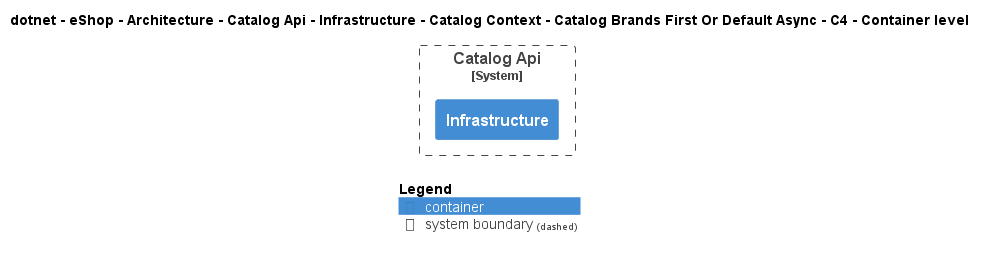 dotnet - eShop - Architecture - Catalog Api - Infrastructure - Catalog Context - Catalog Brands First Or Default Async - C4 - Container level
Catalog Api
[System]
Infrastructure
Legend
container
system boundary (dashed)